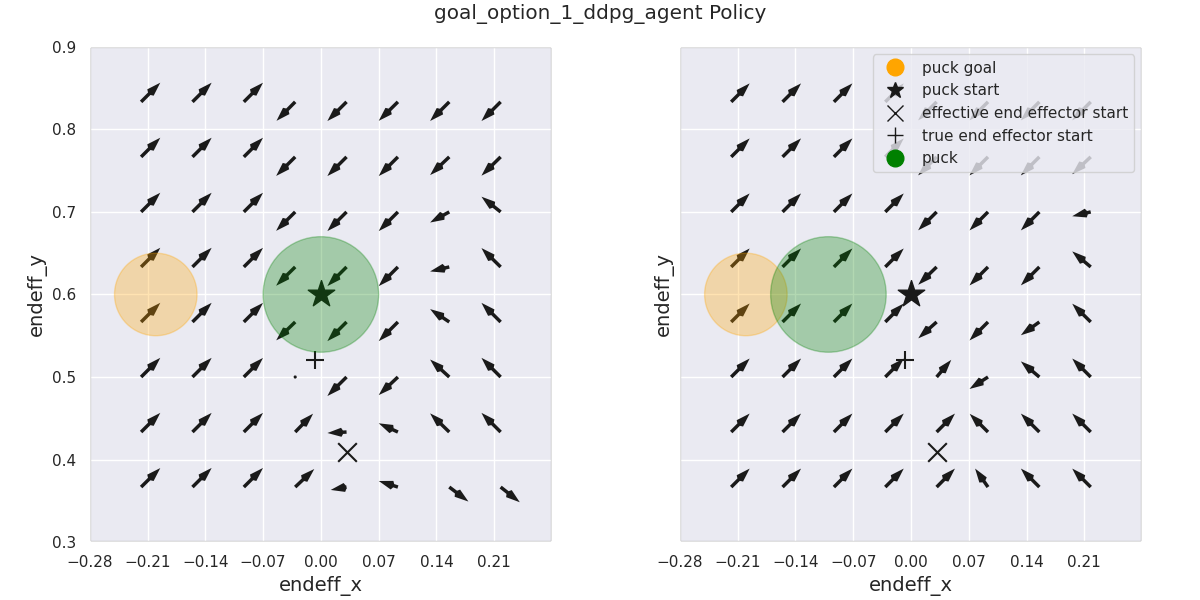 goal_option_1_ddpg_agent Policy
0.9
0.8
0.7
0.6
0.5
0.4
0.3
endeff_y
−0.28 −0.21 −0.14 −0.07 0.00 0.07 0.14 0.21
endeff_x
puck goal
puck start
effective end effector start
true end effector start
puck
endeff_y
−0.28 −0.21 −0.14 −0.07 0.00 0.07 0.14 0.21
endeff_x